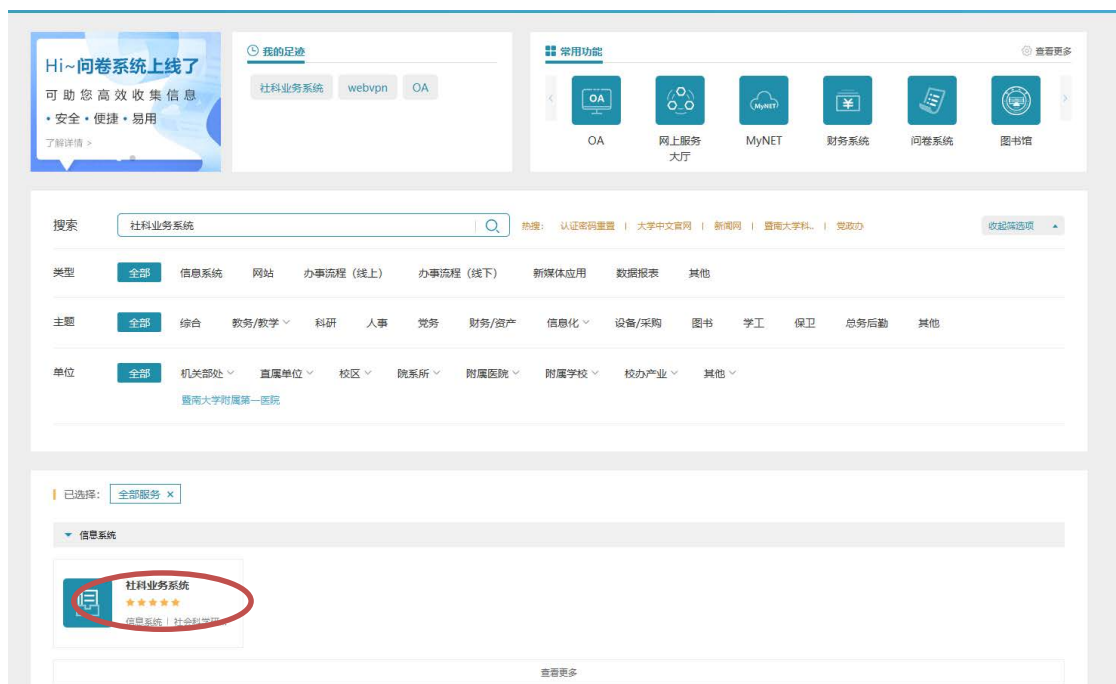 Hi~问卷系统上线了
可助您高效收集信息
•安全•便捷•易用
了解详情 >
我的足迹
社科业务系统 webvpn OA
常用功能 查看更多
OA
MyNET
OA 网上服务大厅 MyNET 财务系统 问卷系统 图书馆
搜索 社科业务系统 热搜： 认证密码重置 | 大学中文官网 | 新闻网 | 暨南大学科... | 党政办 收起筛选项
类型 全部 信息系统 网站 办事流程（线上） 办事流程（线下） 新媒体应用 数据报表 其他
主题 全部 综合 教务/教学 科研 人事 党务 财务/资产 信息化 设备/采购 图书 学工 保卫 总务后勤 其他
单位 全部 机关部处 直属单位 校区 院系所 附属医院 附属学校 校办产业 其他
暨南大学附属第一医院
已选择： 全部服务 ×
信息系统
社科业务系统
信息系统 | 社会科学研
查看更多